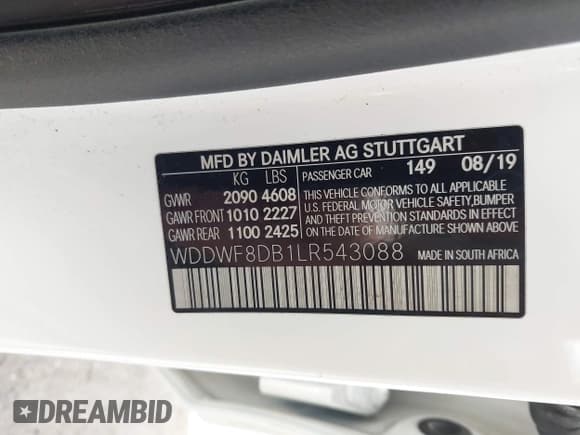 MFD BY DAIMLER AG STUTTGART
KG LBS PASSENGER CAR 149 08/19
GVWR 2090 4608
GAWR FRONT 1010 2227
GAWR REAR 1100 2425
THIS VEHICLE CONFORMS TO ALL APPLICABLE
U.S. FEDERAL MOTOR VEHICLE SAFETY, BUMPER,
AND THEFT PREVENTION STANDARDS IN EFFECT
ON THE DATE OF MANUFACTURE SHOWN ABOVE
WDDWF8DB1LR543088 MADE IN SOUTH AFRICA
DREAMBID